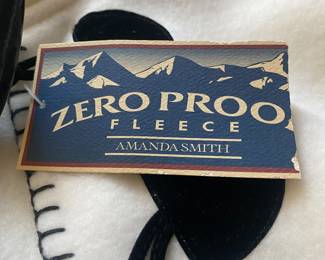 ZERO PROO
FLEECE
AMANDA SMITH